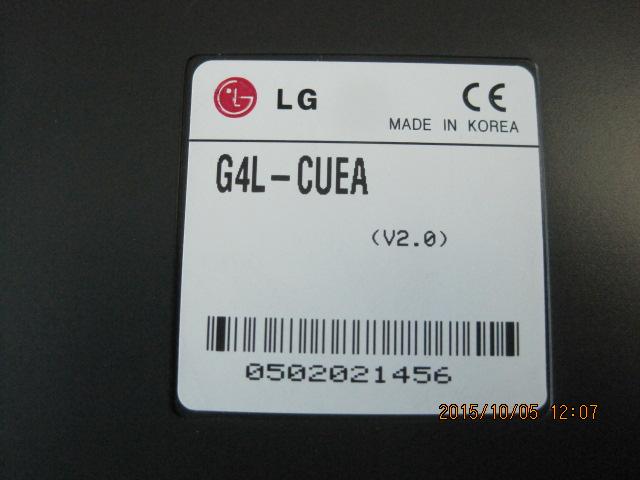 LG
CE
MADE IN KOREA
G4L-CUEA
(V2.0)
0502021456
2015/10/05 12:07